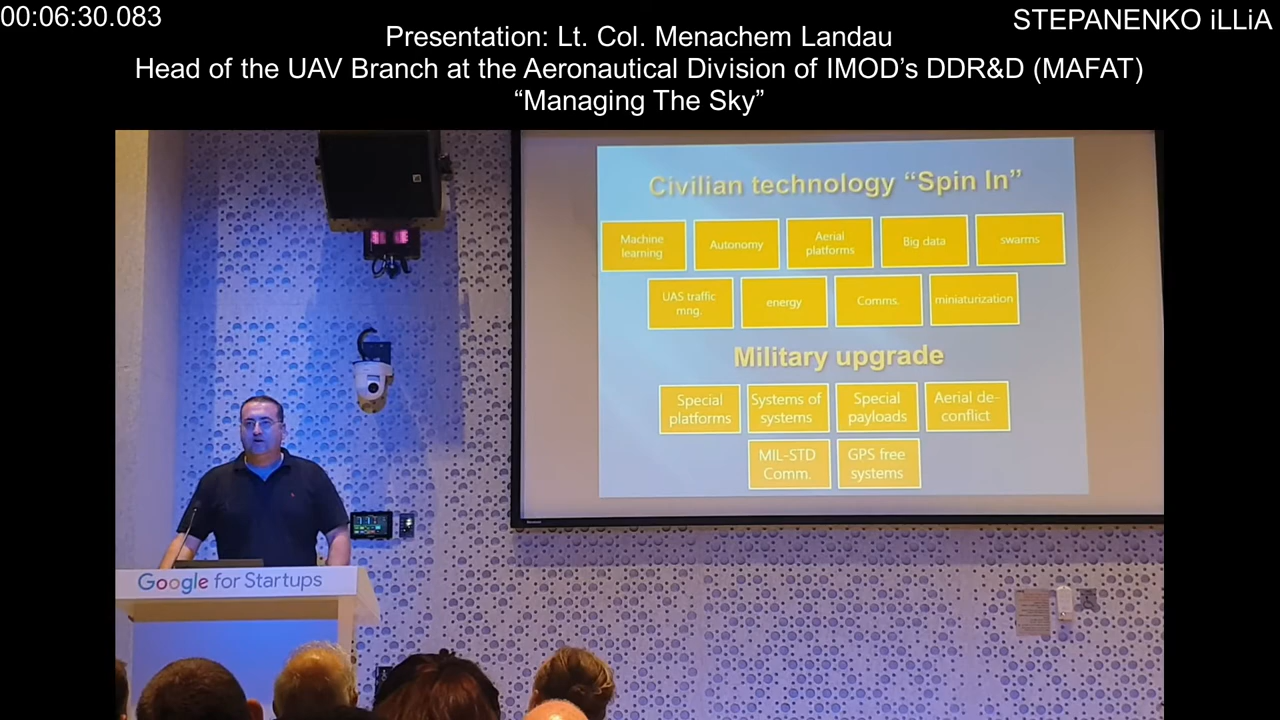 00:06:30.083
STEPANENKO iLLiA
Presentation: Lt. Col. Menachem Landau
Head of the UAV Branch at the Aeronautical Division of IMOD’s DDR&D (MAFAT)
“Managing The Sky”
Civilian technology “Spin In”
Machine
learning
Autonomy
Aerial
platforms
Big data
swarms
UAS traffic
mng.
energy
Comms.
miniaturization
Military upgrade
Special
platforms
Systems of
systems
Special
payloads
Aerial de-
conflict
MIL-STD
Comm.
GPS free
systems
Google for Startups